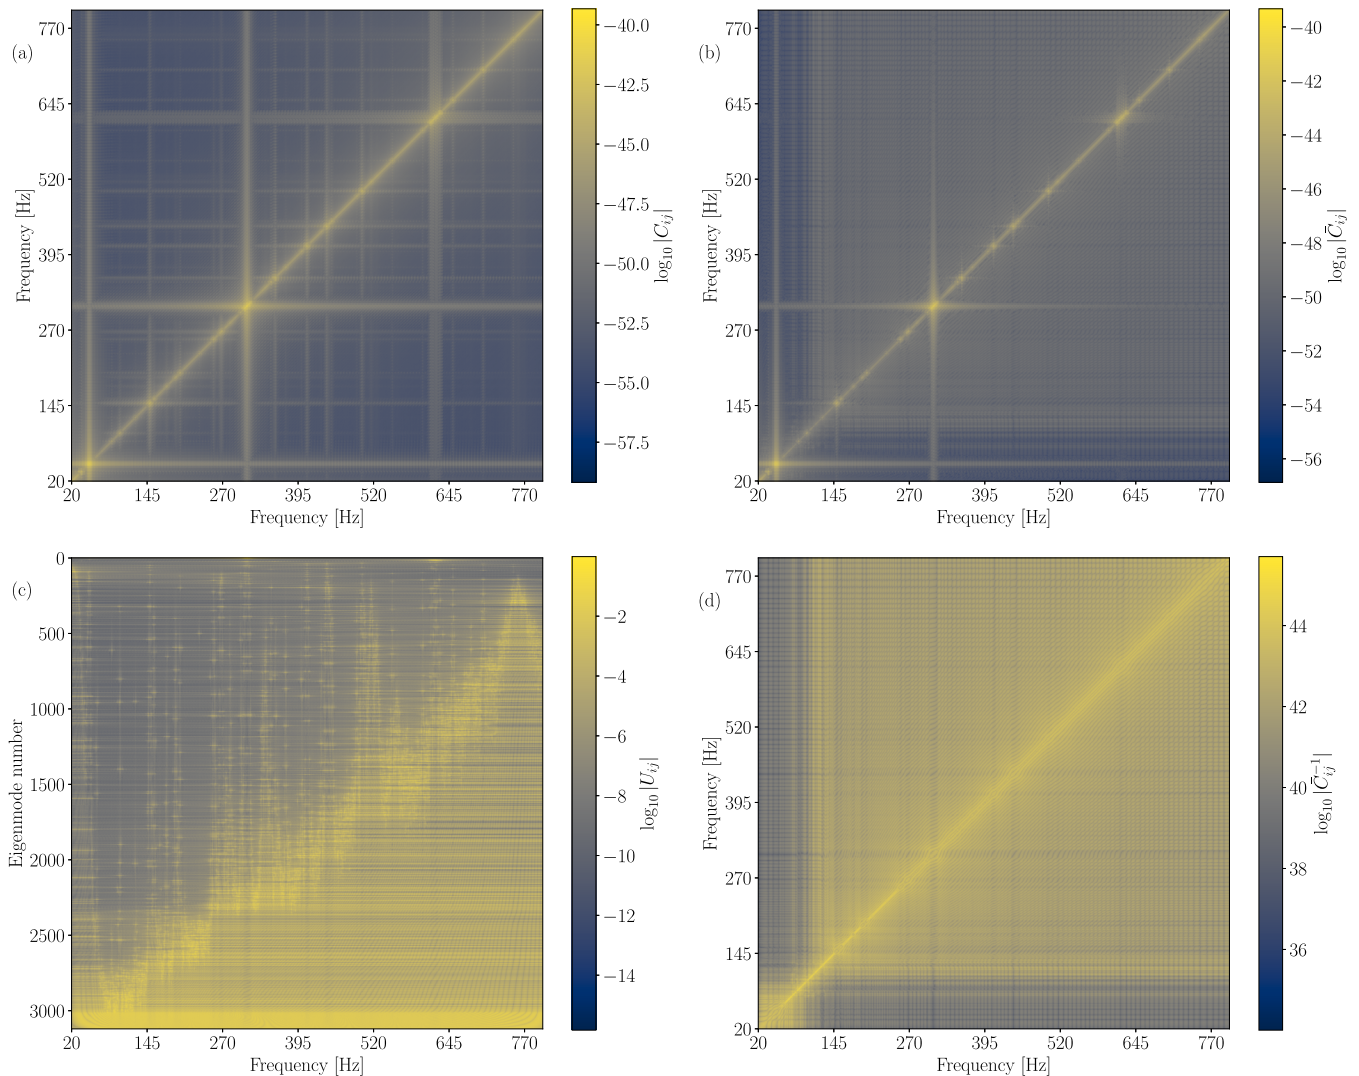 (a)
770
645
520
395
270
145
20
Frequency [Hz]
20 145 270 395 520 645 770
Frequency [Hz]
−40.0
−42.5
−45.0
−47.5
−50.0
−52.5
−55.0
−57.5
log₁₀|C_{ij}|
(b)
770
645
520
395
270
145
20
Frequency [Hz]
20 145 270 395 520 645 770
Frequency [Hz]
−40
−42
−44
−46
−48
−50
−52
−54
−56
log₁₀|C̄_{ij}|
(c)
0
500
1000
1500
2000
2500
3000
Eigenmode number
20 145 270 395 520 645 770
Frequency [Hz]
−2
−4
−6
−8
−10
−12
−14
log₁₀|U_{ij}|
(d)
770
645
520
395
270
145
20
Frequency [Hz]
20 145 270 395 520 645 770
Frequency [Hz]
44
42
40
38
36
log₁₀|C̄_{ij}^{−1}|